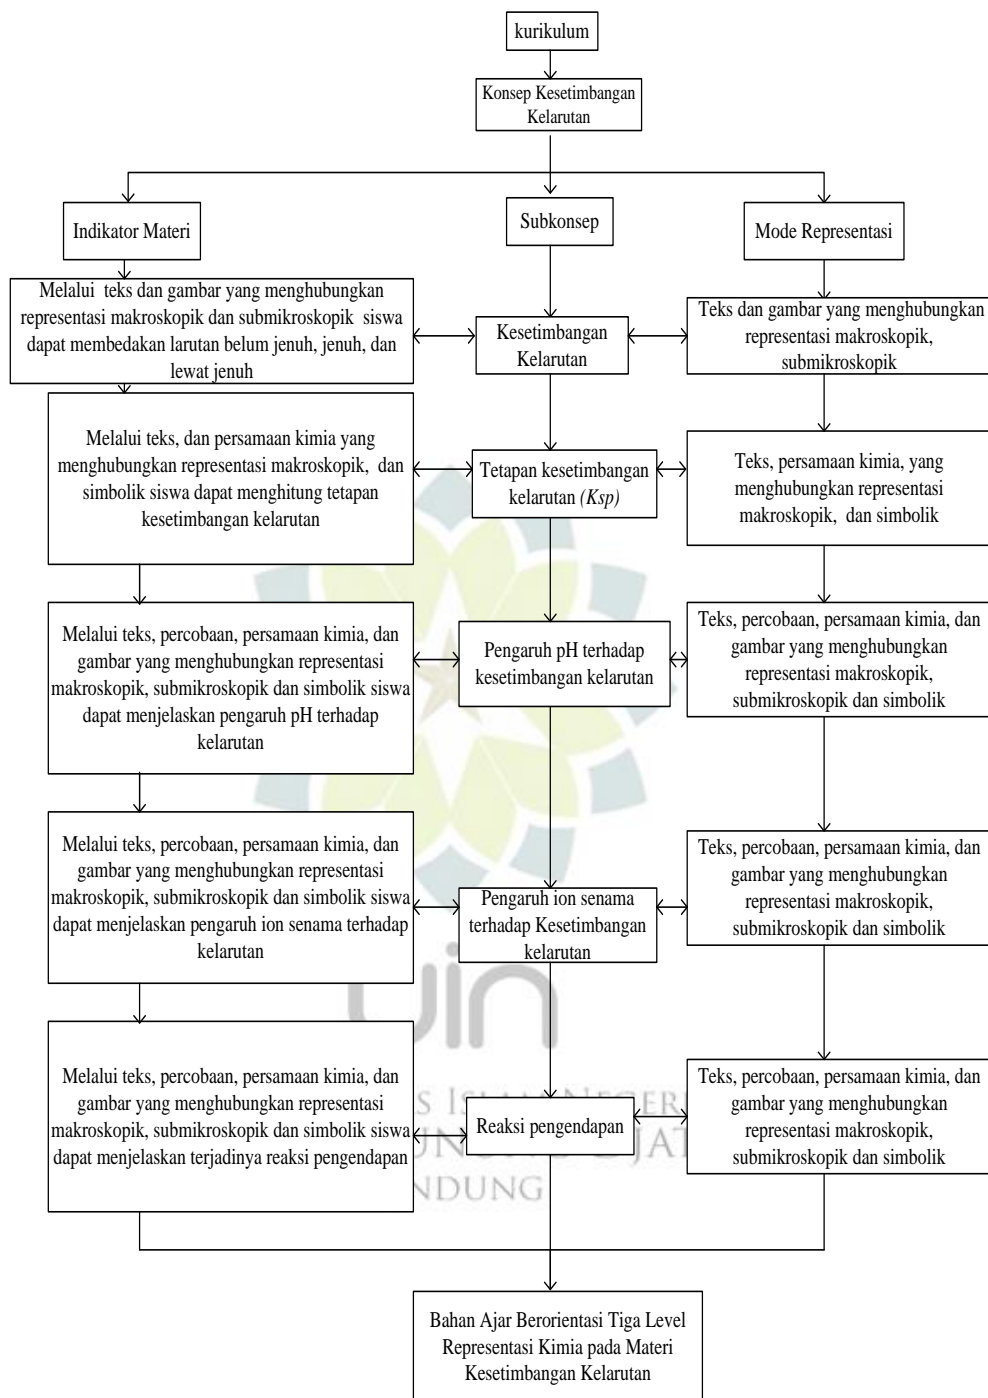 kurikulum
Konsep Kesetimbangan
Kelarutan
Indikator Materi
Subkonsep
Mode Representasi
Melalui teks dan gambar yang menghubungkan
representasi makroskopik dan submikroskopik siswa
dapat membedakan larutan belum jenuh, jenuh, dan
lewat jenuh
Kesetimbangan
Kelarutan
Teks dan gambar yang menghubungkan
representasi makroskopik,
submikroskopik
Melalui teks, dan persamaan kimia yang
menghubungkan representasi makroskopik, dan
simbolik siswa dapat menghitung tetapan
kesetimbangan kelarutan
Tetapan kesetimbangan
kelarutan (Ksp)
Teks, persamaan kimia, yang
menghubungkan representasi
makroskopik, dan simbolik
Melalui teks, percobaan, persamaan kimia, dan
gambar yang menghubungkan representasi
makroskopik, submikroskopik dan simbolik siswa
dapat menjelaskan pengaruh pH terhadap
kelarutan
Pengaruh pH terhadap
kesetimbangan kelarutan
Teks, percobaan, persamaan kimia, dan
gambar yang menghubungkan
representasi makroskopik,
submikroskopik dan simbolik
Melalui teks, percobaan, persamaan kimia, dan
gambar yang menghubungkan representasi
makroskopik, submikroskopik dan simbolik siswa
dapat menjelaskan pengaruh ion senama terhadap
kelarutan
Pengaruh ion senama
terhadap Kesetimbangan
kelarutan
Teks, percobaan, persamaan kimia, dan
gambar yang menghubungkan
representasi makroskopik,
submikroskopik dan simbolik
uin
Melalui teks, percobaan, persamaan kimia, dan
gambar yang menghubungkan representasi
makroskopik, submikroskopik dan simbolik siswa
dapat menjelaskan terjadinya reaksi pengendapan
Reaksi pengendapan
Teks, percobaan, persamaan kimia, dan
gambar yang menghubungkan
representasi makroskopik,
submikroskopik dan simbolik
Bahan Ajar Berorientasi Tiga Level
Representasi Kimia pada Materi
Kesetimbangan Kelarutan